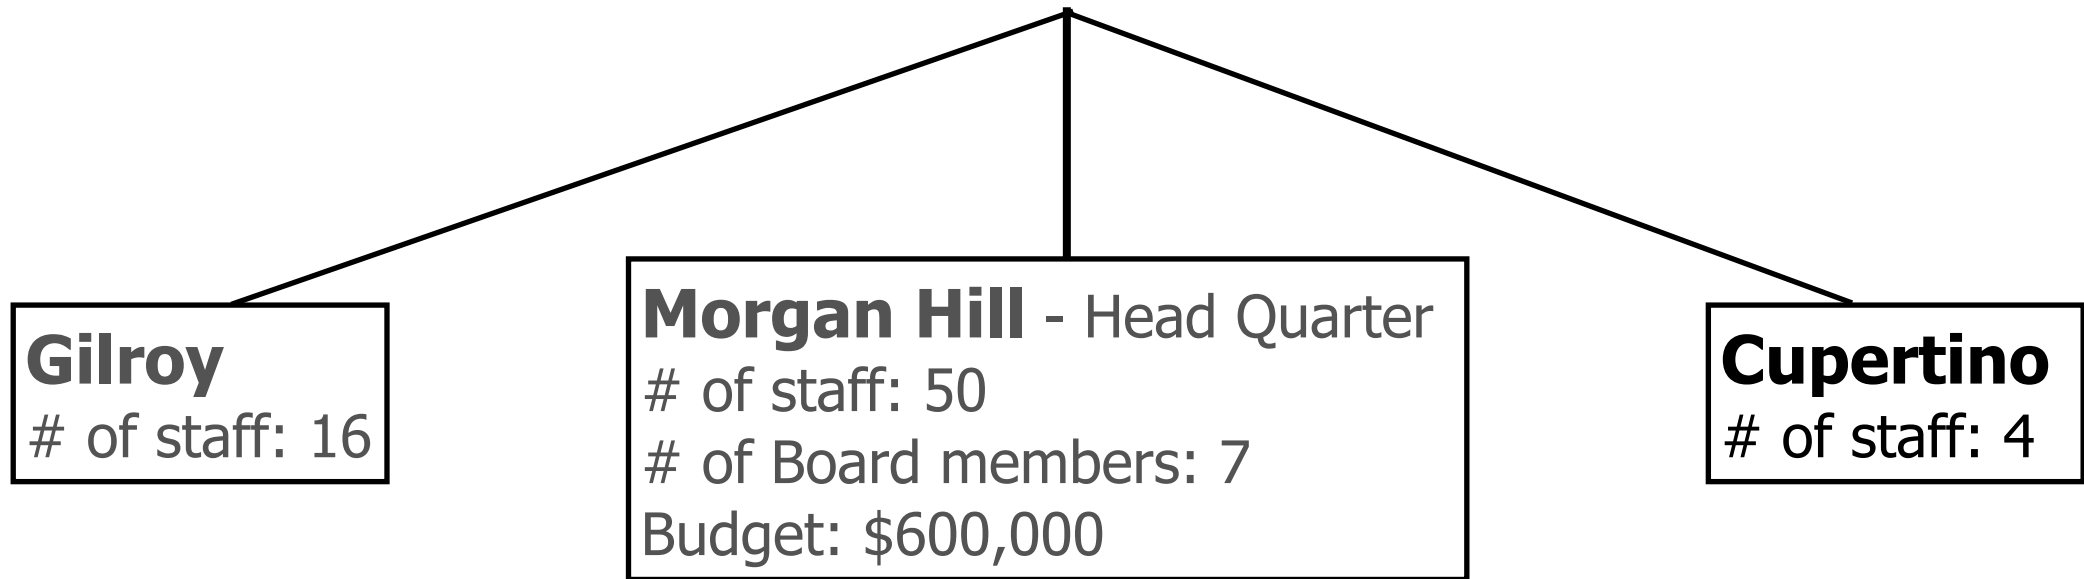 Gilroy
# of staff: 16
Morgan Hill - Head Quarter
# of staff: 50
# of Board members: 7
Budget: $600,000
Cupertino
# of staff: 4